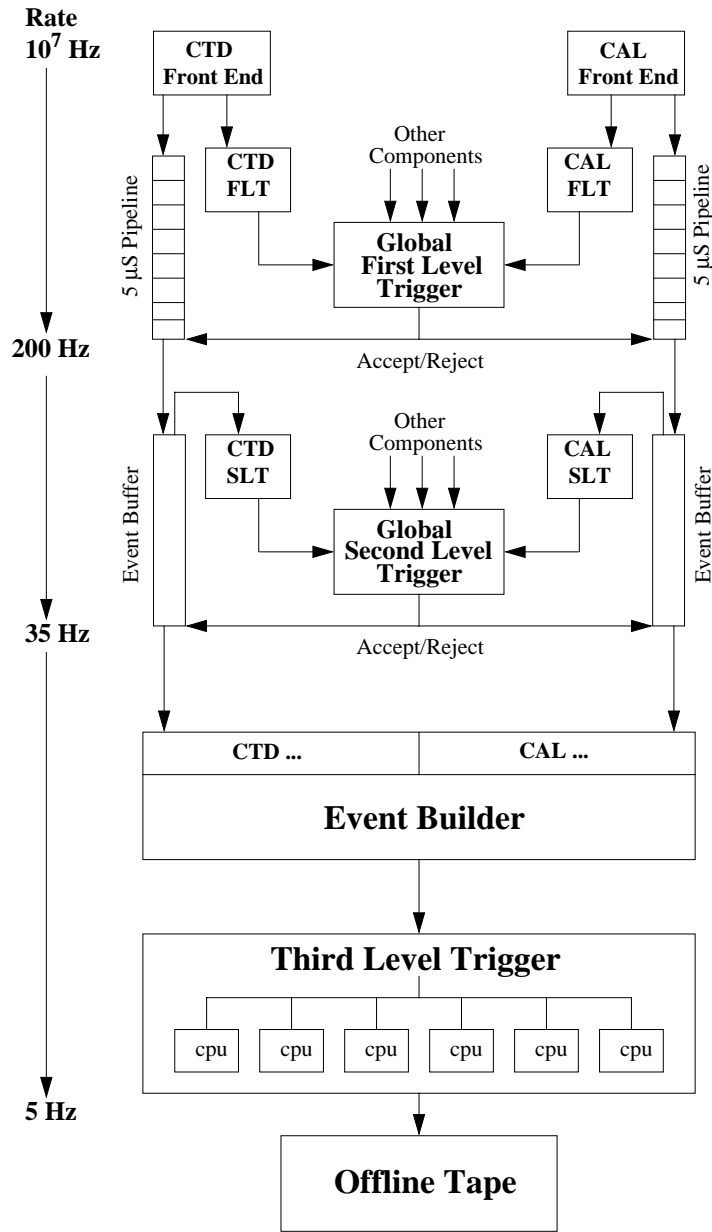 Rate
10⁷ Hz
CTD
Front End
CAL
Front End
Other
Components
CTD
FLT
CAL
FLT
5 µS Pipeline
5 µS Pipeline
Global
First Level
Trigger
200 Hz
Accept/Reject
Other
Components
CTD
SLT
CAL
SLT
Event Buffer
Event Buffer
Global
Second Level
Trigger
35 Hz
Accept/Reject
CTD ...
CAL ...
Event Builder
Third Level Trigger
cpu
cpu
cpu
cpu
cpu
cpu
5 Hz
Offline Tape